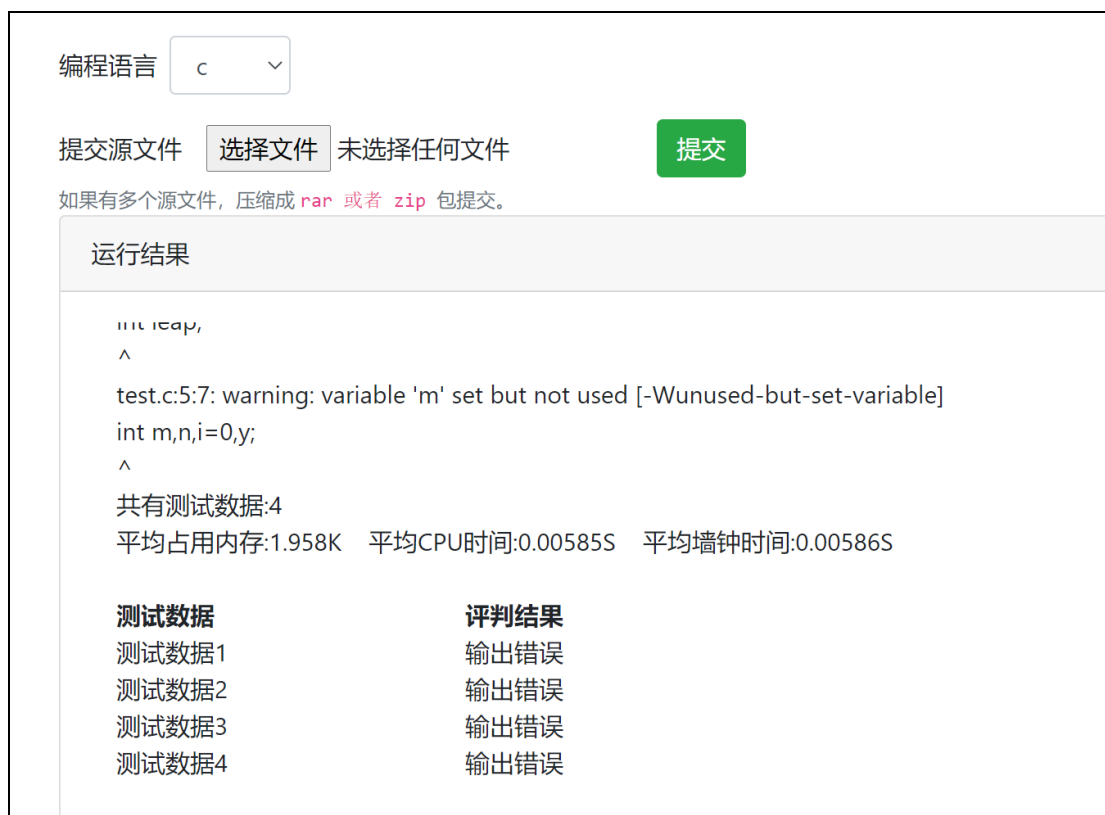 编程语言 c
提交源文件 选择文件 未选择任何文件 提交
如果有多个源文件，压缩成 rar 或者 zip 包提交。
运行结果
int leap;
^
test.c:5:7: warning: variable 'm' set but not used [-Wunused-but-set-variable]
int m,n,i=0,y;
^
共有测试数据:4
平均占用内存:1.958K 平均CPU时间:0.00585S 平均墙钟时间:0.00586S
测试数据 评判结果
测试数据1 输出错误
测试数据2 输出错误
测试数据3 输出错误
测试数据4 输出错误